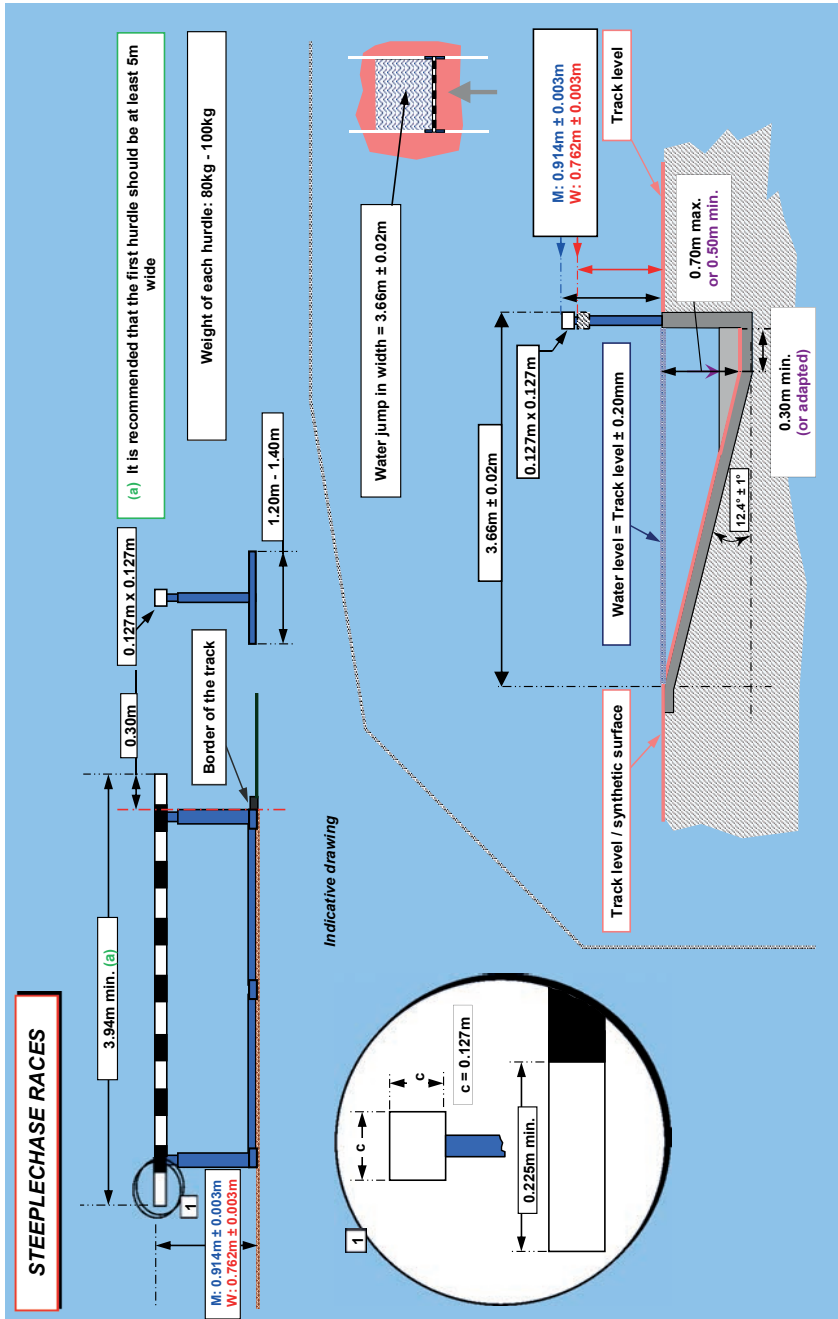 STEEPLECHASE RACES
3.94m min. (a)
0.30m
0.127m x 0.127m
(a) It is recommended that the first hurdle should be at least 5m
wide
Weight of each hurdle: 80kg - 100kg
1
M: 0.914m ± 0.003m
W: 0.762m ± 0.003m
Border of the track
1.20m - 1.40m
Indicative drawing
1
c
c
c = 0.127m
0.225m min.
Water jump in width = 3.66m ± 0.02m
M: 0.914m ± 0.003m
W: 0.762m ± 0.003m
3.66m ± 0.02m
0.127m x 0.127m
Track level
Track level / synthetic surface
Water level = Track level ± 0.20mm
0.70m max.
or 0.50m min.
12.4° ± 1°
0.30m min.
(or adapted)